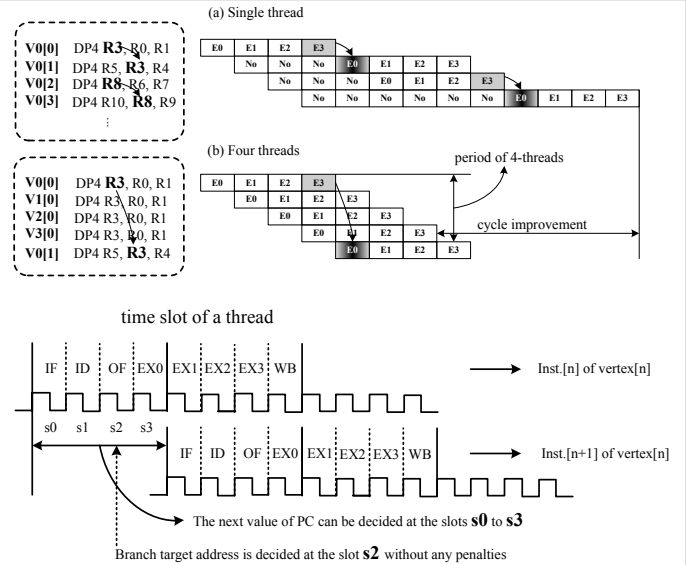 (a) Single thread
V0[0] DP4 R3, R0, R1
V0[1] DP4 R5, R3, R4
V0[2] DP4 R8, R6, R7
V0[3] DP4 R10, R8, R9
⋮
E0 E1 E2 E3
No No No E0 E1 E2 E3
No No No E0 E1 E2 E3
No No No No No No E0 E1 E2 E3
(b) Four threads
V0[0] DP4 R3, R0, R1
V1[0] DP4 R3, R0, R1
V2[0] DP4 R3, R0, R1
V3[0] DP4 R3, R0, R1
V0[1] DP4 R5, R3, R4
E0 E1 E2 E3
E0 E1 E2 E3
E0 E1 E2 E3
E0 E1 E2 E3
E0 E1 E2 E3
period of 4-threads
cycle improvement
time slot of a thread
IF ID OF EX0 EX1 EX2 EX3 WB
Inst.[n] of vertex[n]
s0 s1 s2 s3
IF ID OF EX0 EX1 EX2 EX3 WB
Inst.[n+1] of vertex[n]
The next value of PC can be decided at the slots s0 to s3
Branch target address is decided at the slot s2 without any penalties